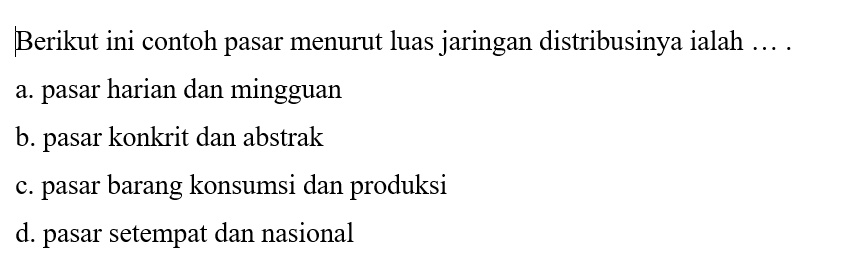 Berikut ini contoh pasar menurut luas jaringan distribusinya ialah … .
a. pasar harian dan mingguan
b. pasar konkrit dan abstrak
c. pasar barang konsumsi dan produksi
d. pasar setempat dan nasional